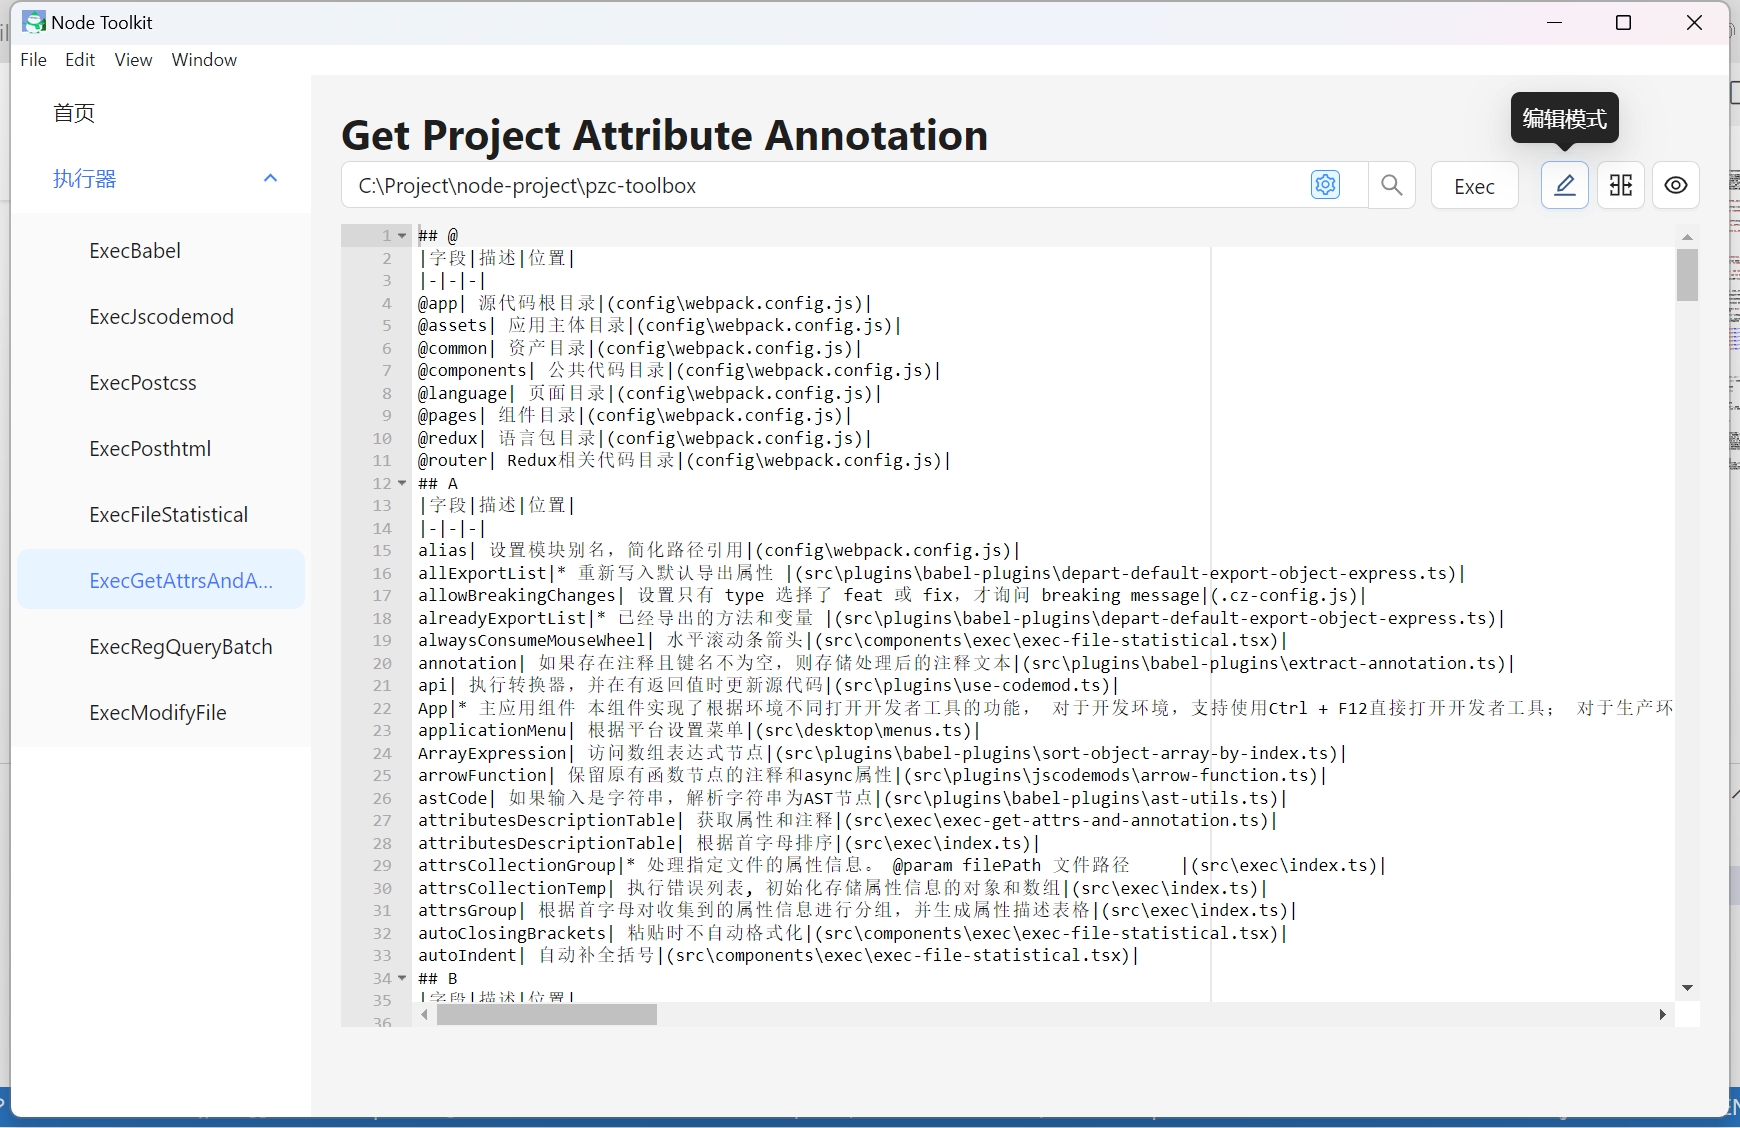 Node Toolkit
File Edit View Window
首页
执行器
ExecBabel
ExecJscodemod
ExecPostcss
ExecPosthtml
ExecFileStatistical
ExecGetAttrsAndA...
ExecRegQueryBatch
ExecModifyFile
Get Project Attribute Annotation
编辑模式
C:\Project\node-project\pzc-toolbox
Exec
1 ## @
2 |字段|描述|位置|
3 |-|-|-|
4 @app| 源代码根目录|(config\webpack.config.js)|
5 @assets| 应用主体目录|(config\webpack.config.js)|
6 @common| 资产目录|(config\webpack.config.js)|
7 @components| 公共代码目录|(config\webpack.config.js)|
8 @language| 页面目录|(config\webpack.config.js)|
9 @pages| 组件目录|(config\webpack.config.js)|
10 @redux| 语言包目录|(config\webpack.config.js)|
11 @router| Redux相关代码目录|(config\webpack.config.js)|
12 ## A
13 |字段|描述|位置|
14 |-|-|-|
15 alias| 设置模块别名，简化路径引用|(config\webpack.config.js)|
16 allExportList|* 重新写入默认导出属性 |(src\plugins\babel-plugins\depart-default-export-object-express.ts)|
17 allowBreakingChanges| 设置只有 type 选择了 feat 或 fix，才询问 breaking message|(.cz-config.js)|
18 alreadyExportList|* 已经导出的方法和变量 |(src\plugins\babel-plugins\depart-default-export-object-express.ts)|
19 alwaysConsumeMouseWheel| 水平滚动条箭头|(src\components\exec\exec-file-statistical.tsx)|
20 annotation| 如果存在注释且键名不为空，则存储处理后的注释文本|(src\plugins\babel-plugins\extract-annotation.ts)|
21 api| 执行转换器，并在有返回值时更新源代码|(src\plugins\use-codemod.ts)|
22 App|* 主应用组件 本组件实现了根据环境不同打开开发者工具的功能， 对于开发环境，支持使用Ctrl + F12直接打开开发者工具； 对于生产环
23 applicationMenu| 根据平台设置菜单|(src\desktop\menus.ts)|
24 ArrayExpression| 访问数组表达式节点|(src\plugins\babel-plugins\sort-object-array-by-index.ts)|
25 arrowFunction| 保留原有函数节点的注释和async属性|(src\plugins\jscodemods\arrow-function.ts)|
26 astCode| 如果输入是字符串，解析字符串为AST节点|(src\plugins\babel-plugins\ast-utils.ts)|
27 attributesDescriptionTable| 获取属性和注释|(src\exec\exec-get-attrs-and-annotation.ts)|
28 attributesDescriptionTable| 根据首字母排序|(src\exec\index.ts)|
29 attrsCollectionGroup|* 处理指定文件的属性信息。 @param filePath 文件路径 |(src\exec\index.ts)|
30 attrsCollectionTemp| 执行错误列表, 初始化存储属性信息的对象和数组|(src\exec\index.ts)|
31 attrsGroup| 根据首字母对收集到的属性信息进行分组，并生成属性描述表格|(src\exec\index.ts)|
32 autoClosingBrackets| 粘贴时不自动格式化|(src\components\exec\exec-file-statistical.tsx)|
33 autoIndent| 自动补全括号|(src\components\exec\exec-file-statistical.tsx)|
34 ## B
35 |字段|描述|位置|
36